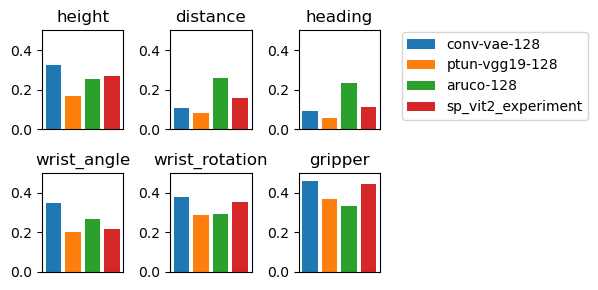 height distance heading
conv-vae-128
ptun-vgg19-128
aruco-128
sp_vit2_experiment
0.4 0.4 0.4
0.2 0.2 0.2
0.0 0.0 0.0
wrist_angle wrist_rotation gripper
0.4 0.4 0.4
0.2 0.2 0.2
0.0 0.0 0.0